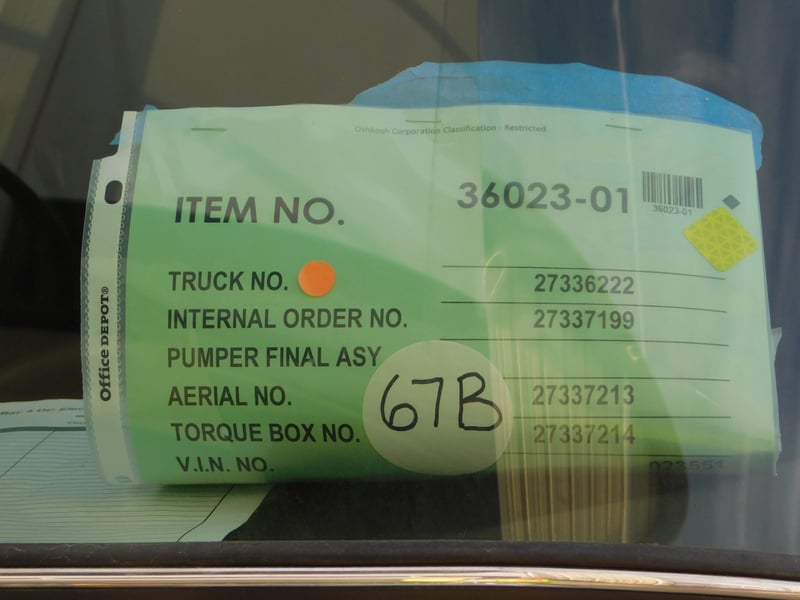 Oshkosh Corporation Classification - Restricted
ITEM NO. 36023-01
36023-01
TRUCK NO. 27336222
INTERNAL ORDER NO. 27337199
PUMPER FINAL ASY
AERIAL NO. 27337213
TORQUE BOX NO. 27337214
V.I.N. NO. 023551
67B
Office DEPOT®